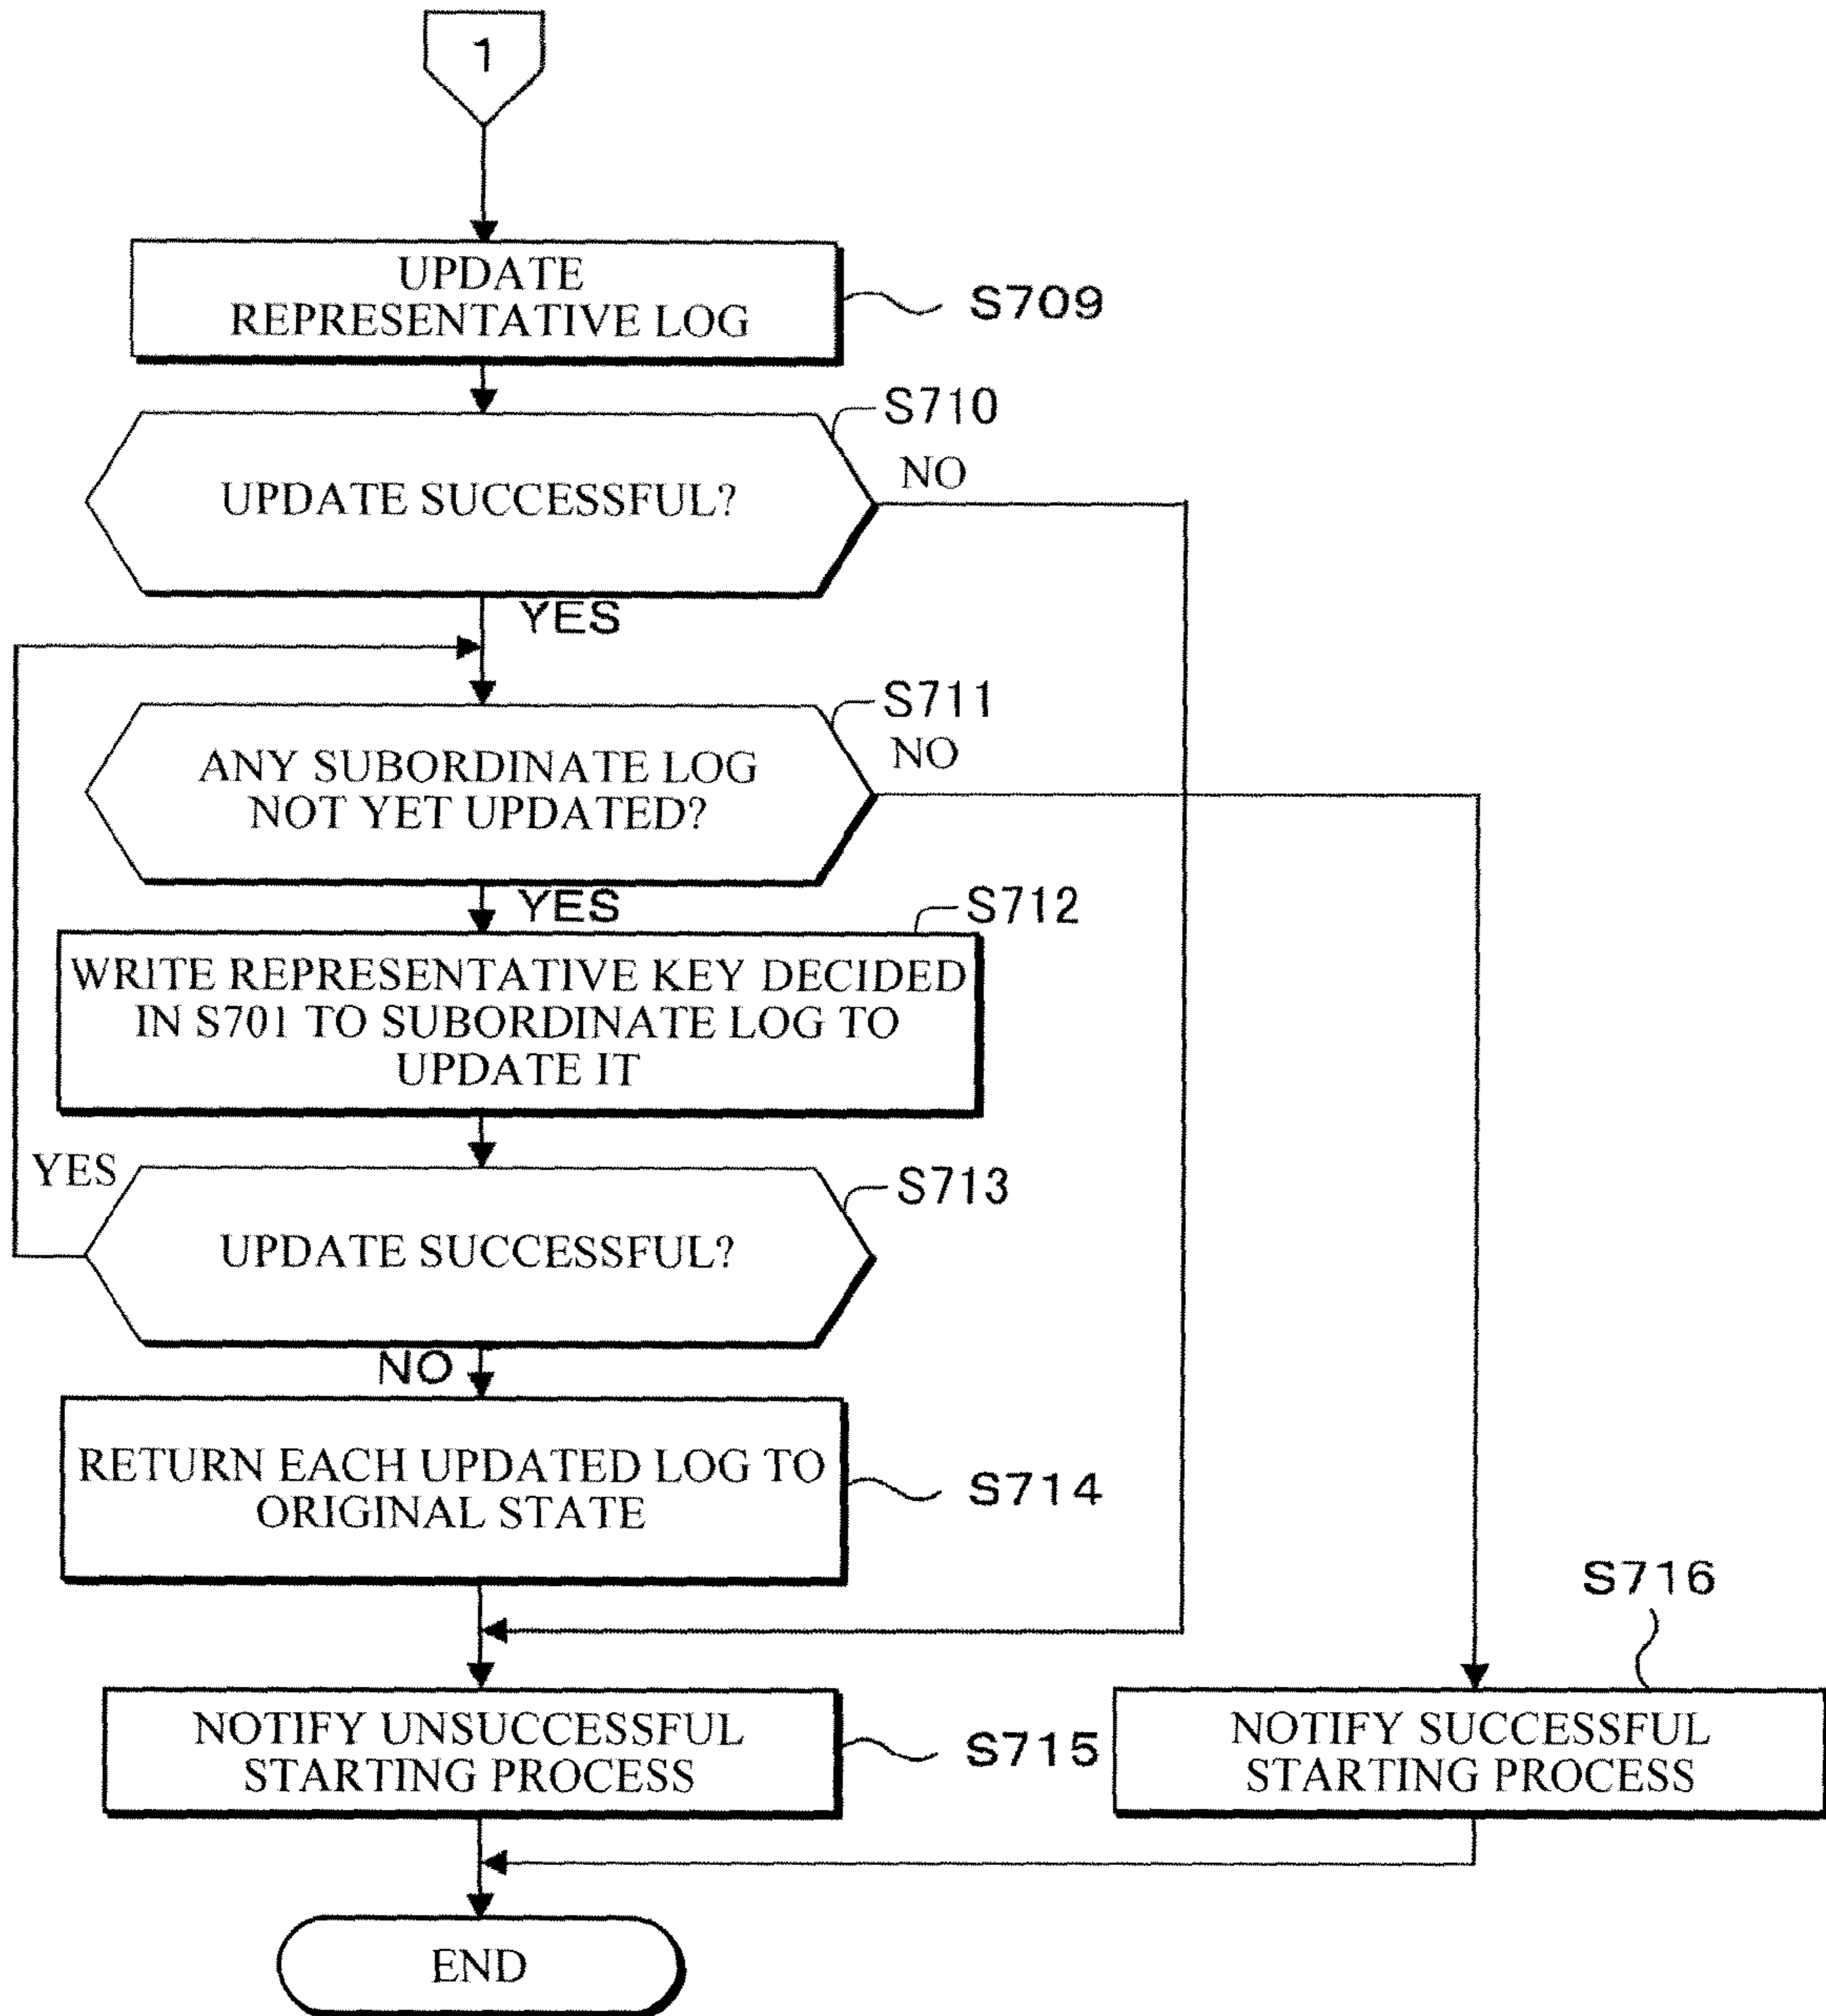 1
UPDATE
REPRESENTATIVE LOG
S709
S710
UPDATE SUCCESSFUL?
NO
YES
S711
ANY SUBORDINATE LOG
NOT YET UPDATED?
NO
YES
S712
WRITE REPRESENTATIVE KEY DECIDED
IN S701 TO SUBORDINATE LOG TO
UPDATE IT
YES
S713
UPDATE SUCCESSFUL?
NO
RETURN EACH UPDATED LOG TO
ORIGINAL STATE
S714
S716
NOTIFY UNSUCCESSFUL
STARTING PROCESS
S715
NOTIFY SUCCESSFUL
STARTING PROCESS
END